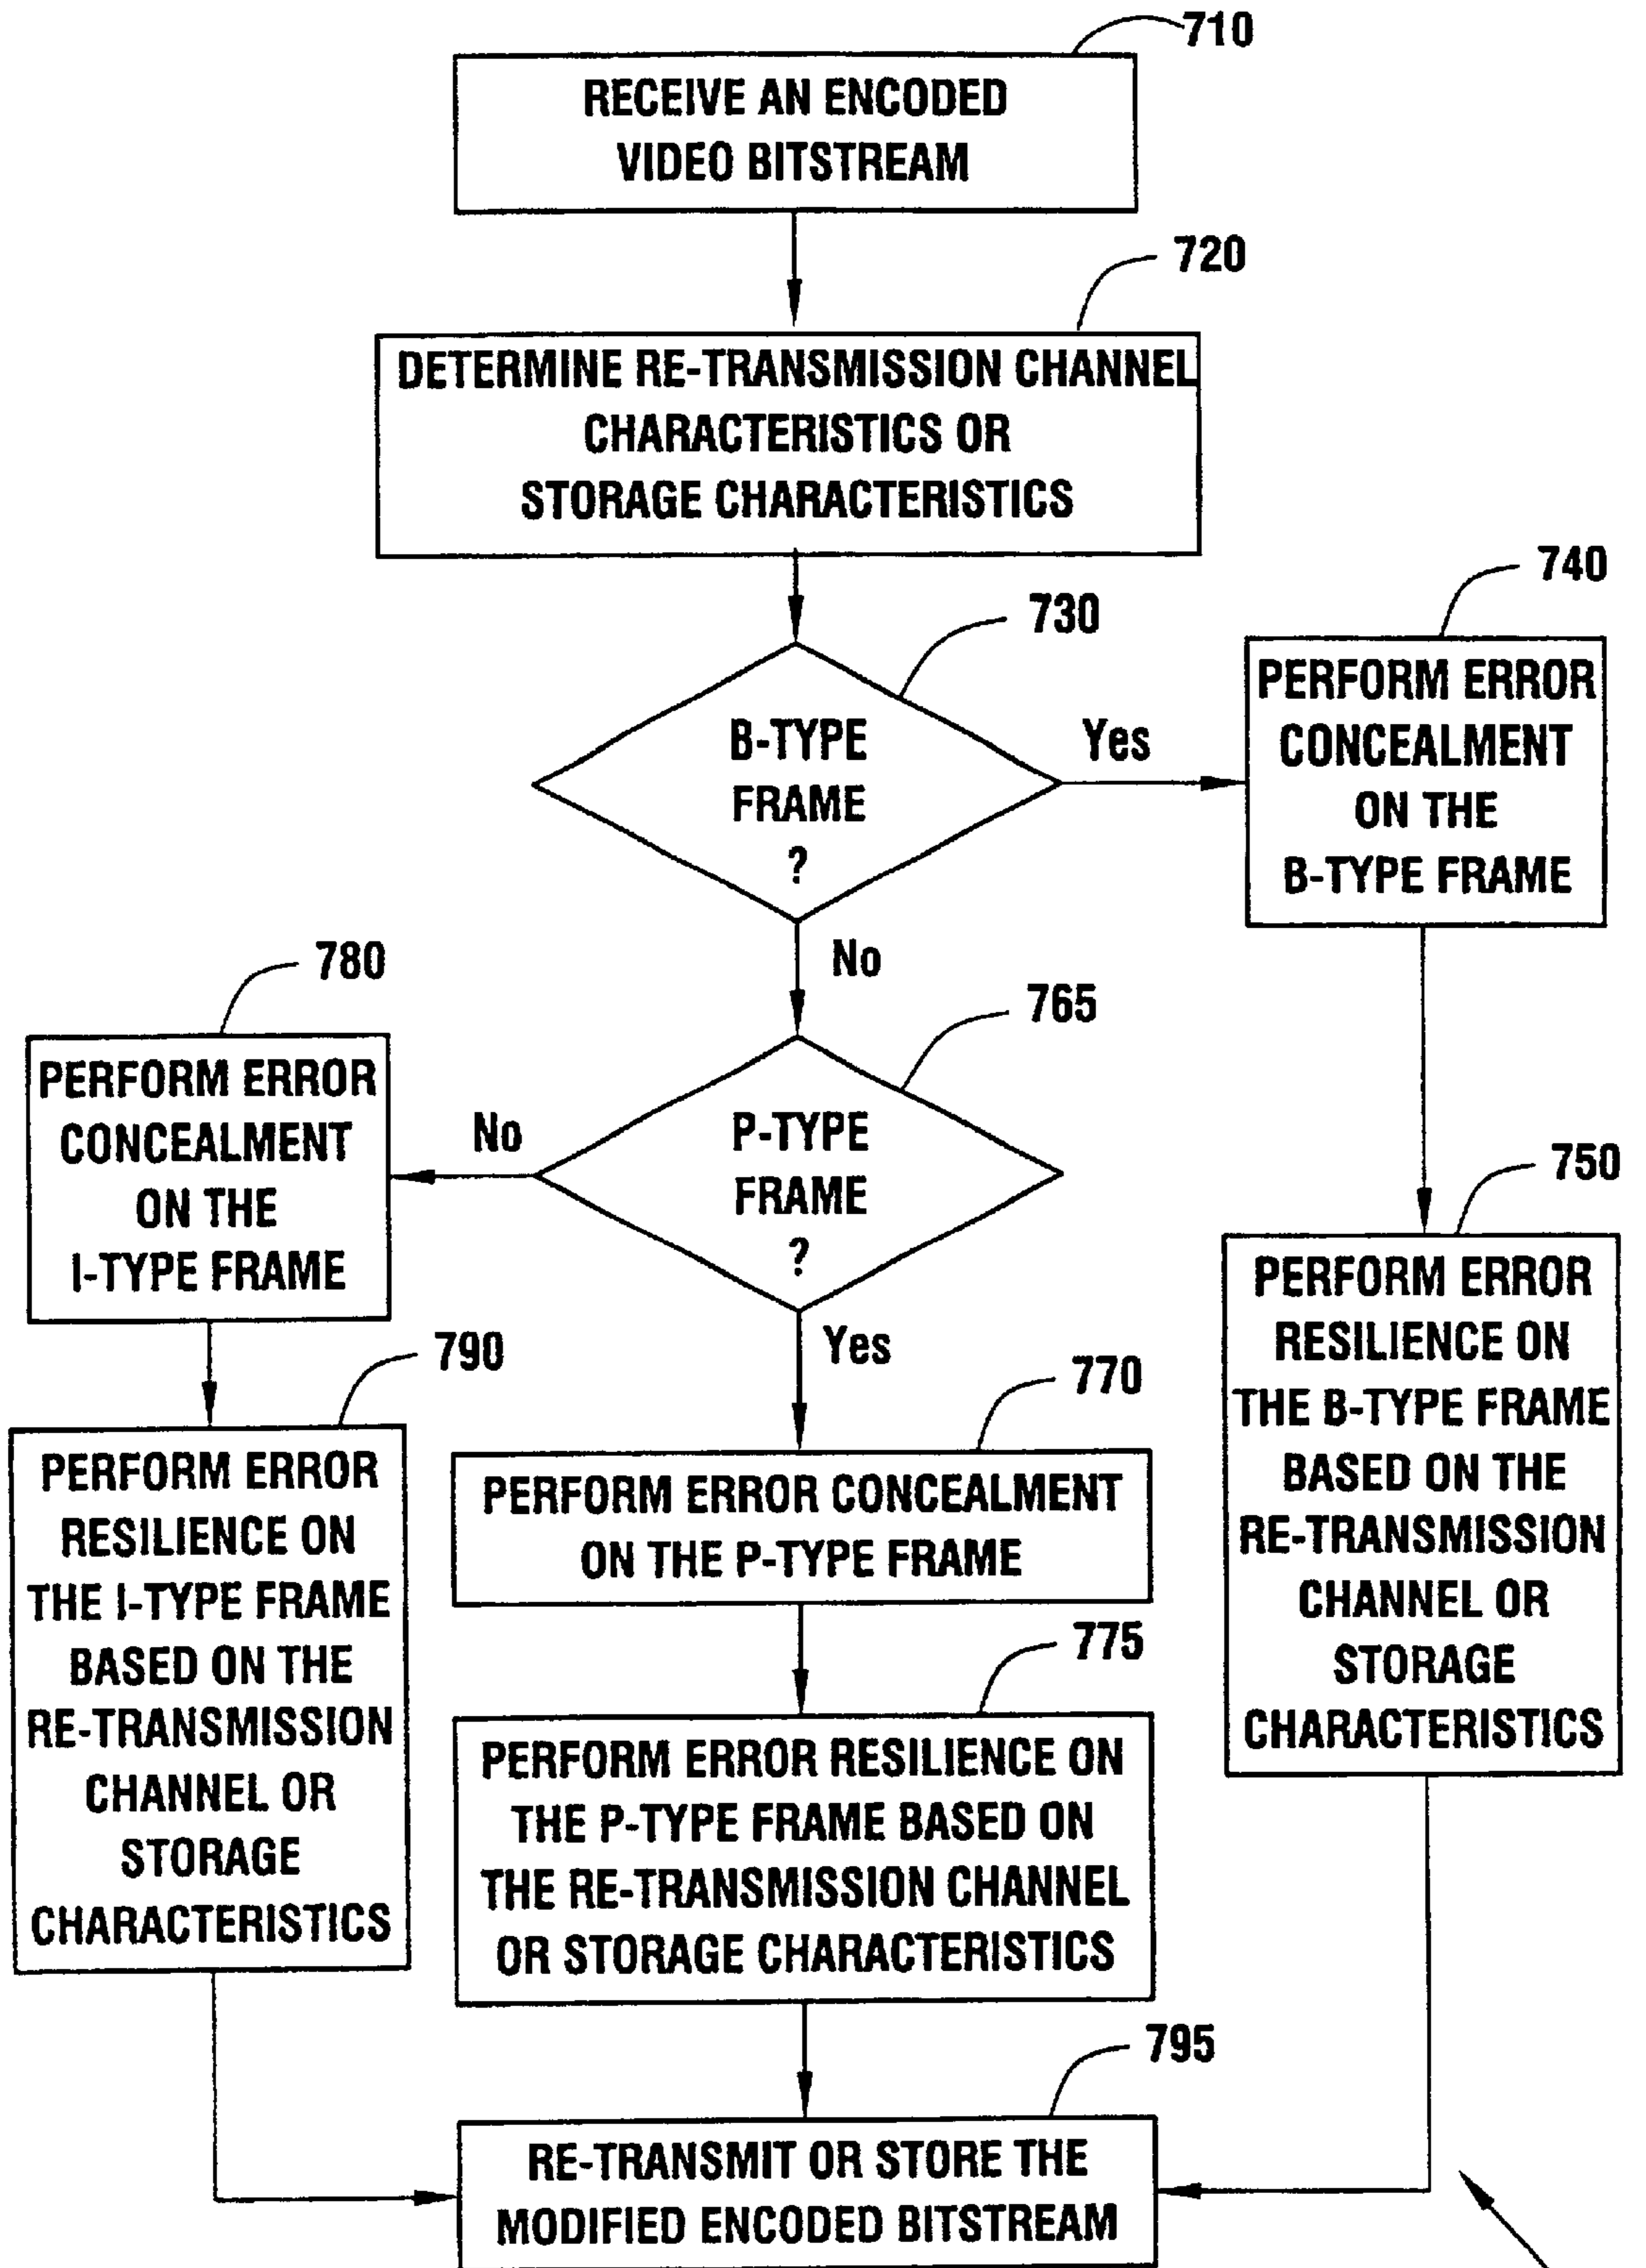 710
RECEIVE AN ENCODED
VIDEO BITSTREAM
720
DETERMINE RE-TRANSMISSION CHANNEL
CHARACTERISTICS OR
STORAGE CHARACTERISTICS
730
B-TYPE
FRAME
?
Yes
No
740
PERFORM ERROR
CONCEALMENT
ON THE
B-TYPE FRAME
750
PERFORM ERROR
RESILIENCE ON
THE B-TYPE FRAME
BASED ON THE
RE-TRANSMISSION
CHANNEL OR
STORAGE
CHARACTERISTICS
765
P-TYPE
FRAME
?
No
Yes
780
PERFORM ERROR
CONCEALMENT
ON THE
I-TYPE FRAME
790
PERFORM ERROR
RESILIENCE ON
THE I-TYPE FRAME
BASED ON THE
RE-TRANSMISSION
CHANNEL OR
STORAGE
CHARACTERISTICS
770
PERFORM ERROR CONCEALMENT
ON THE P-TYPE FRAME
775
PERFORM ERROR RESILIENCE ON
THE P-TYPE FRAME BASED ON
THE RE-TRANSMISSION CHANNEL
OR STORAGE CHARACTERISTICS
795
RE-TRANSMIT OR STORE THE
MODIFIED ENCODED BITSTREAM